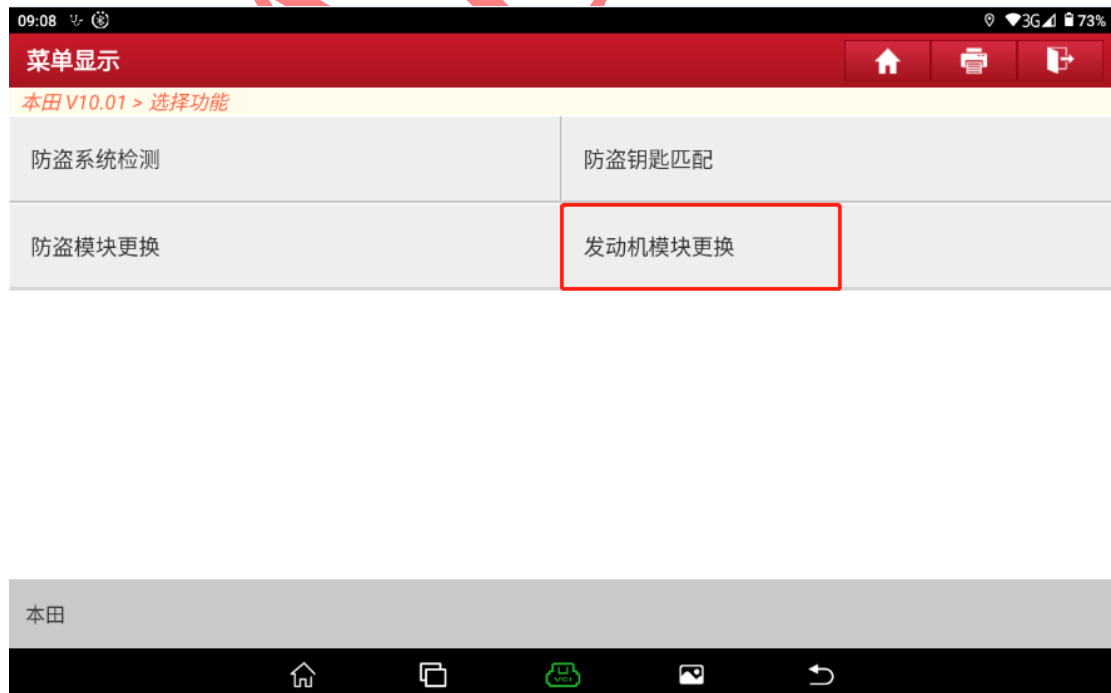 09:08 3G 73%
菜单显示
本田 V10.01 > 选择功能
防盗系统检测 防盗钥匙匹配
防盗模块更换 发动机模块更换
本田
VCI